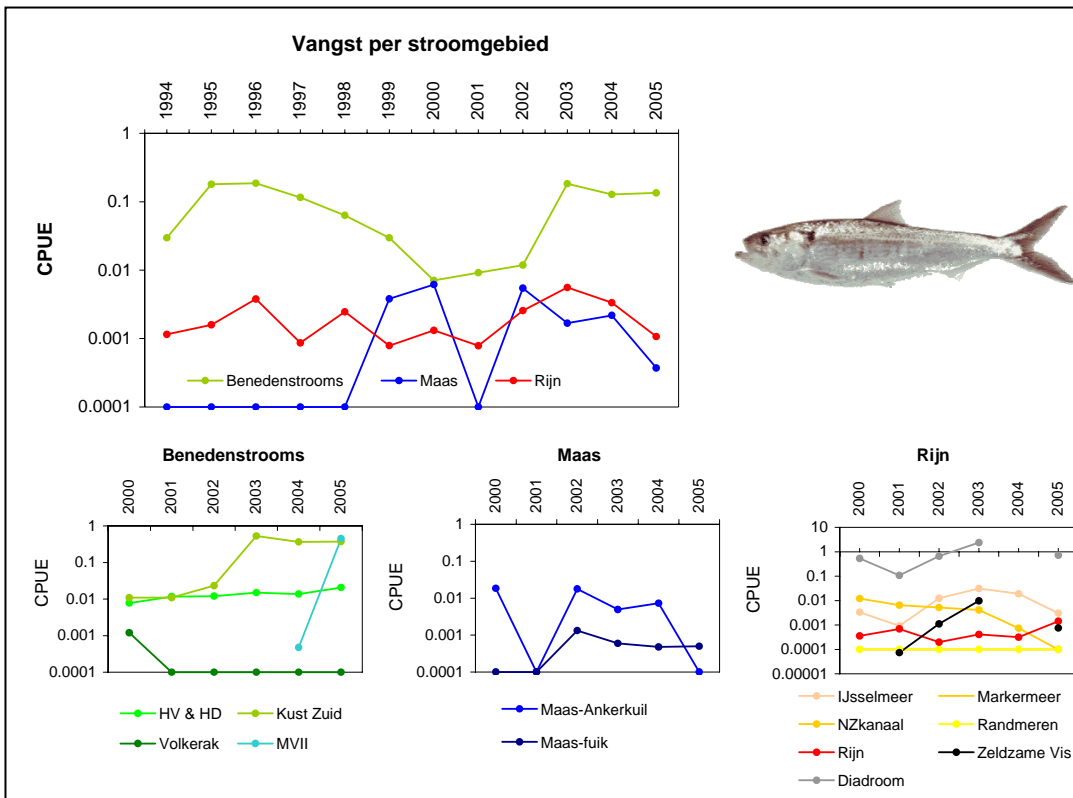 Vangst per stroomgebied
1994 1995 1996 1997 1998 1999 2000 2001 2002 2003 2004 2005
1
0.1
0.01
0.001
0.0001
CPUE
Benedenstrooms Maas Rijn
Benedenstrooms
2000 2001 2002 2003 2004 2005
1
0.1
0.01
0.001
0.0001
CPUE
HV & HD Kust Zuid
Volkerak MVII
Maas
2000 2001 2002 2003 2004 2005
1
0.1
0.01
0.001
0.0001
CPUE
Maas-Ankerkuil
Maas-fuik
Rijn
2000 2001 2002 2003 2004 2005
10
1
0.1
0.01
0.001
0.0001
0.00001
CPUE
IJsselmeer Markermeer
NZkanaal Randmeren
Rijn Zeldzame Vis
Diadroom